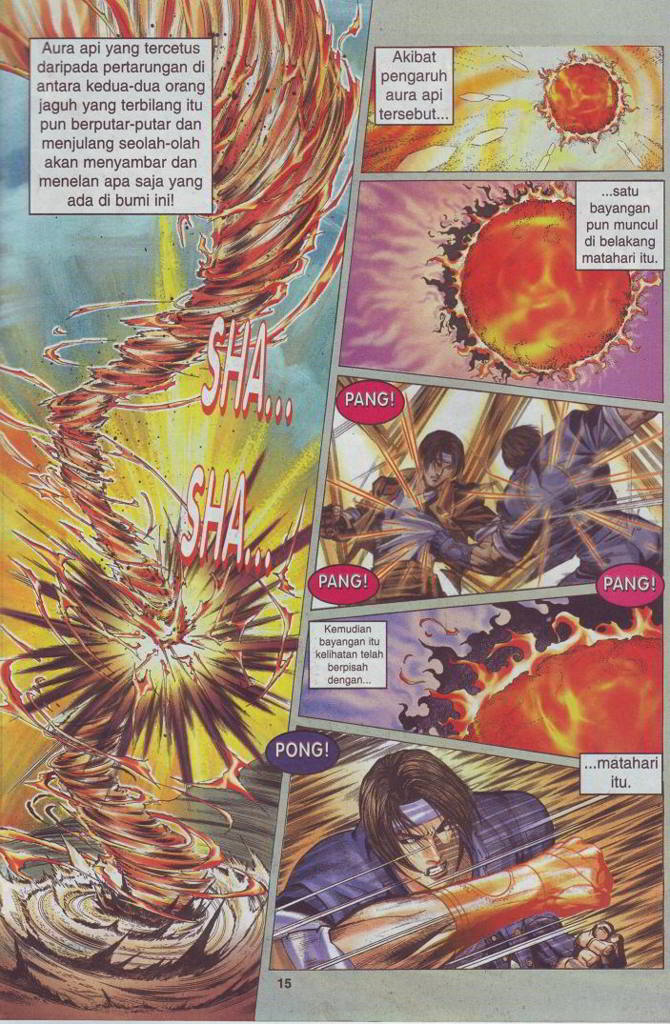 Aura api yang tercetus
daripada pertarungan di
antara kedua-dua orang
jaguh yang terbilang itu
pun berputar-putar dan
menjulang seolah-olah
akan menyambar dan
menelan apa saja yang
ada di bumi ini!
SHA...
SHA...
Akibat
pengaruh
aura api
tersebut...
...satu
bayangan
pun muncul
di belakang
matahari itu.
PANG!
PANG!
PANG!
Kemudian
bayangan itu
kelihatan telah
berpisah
dengan...
...matahari
itu.
PONG!
15